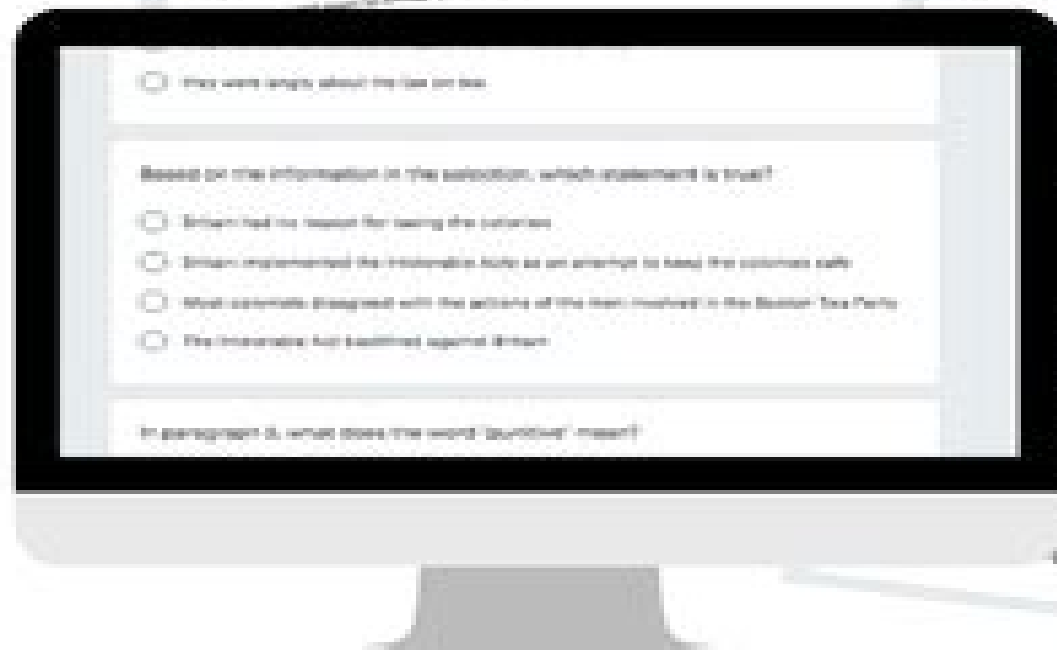 they were angry about the tax on tea
Based on the information in the selection, which statement is true?
Britain had no reason for taxing the colonies
Britain implemented the Intolerable Acts as an attempt to keep the colonies safe
Most colonists disagreed with the actions of the men involved in the Boston Tea Party
The Intolerable Act backfired against Britain
In paragraph 3, what does the word "punitive" mean?